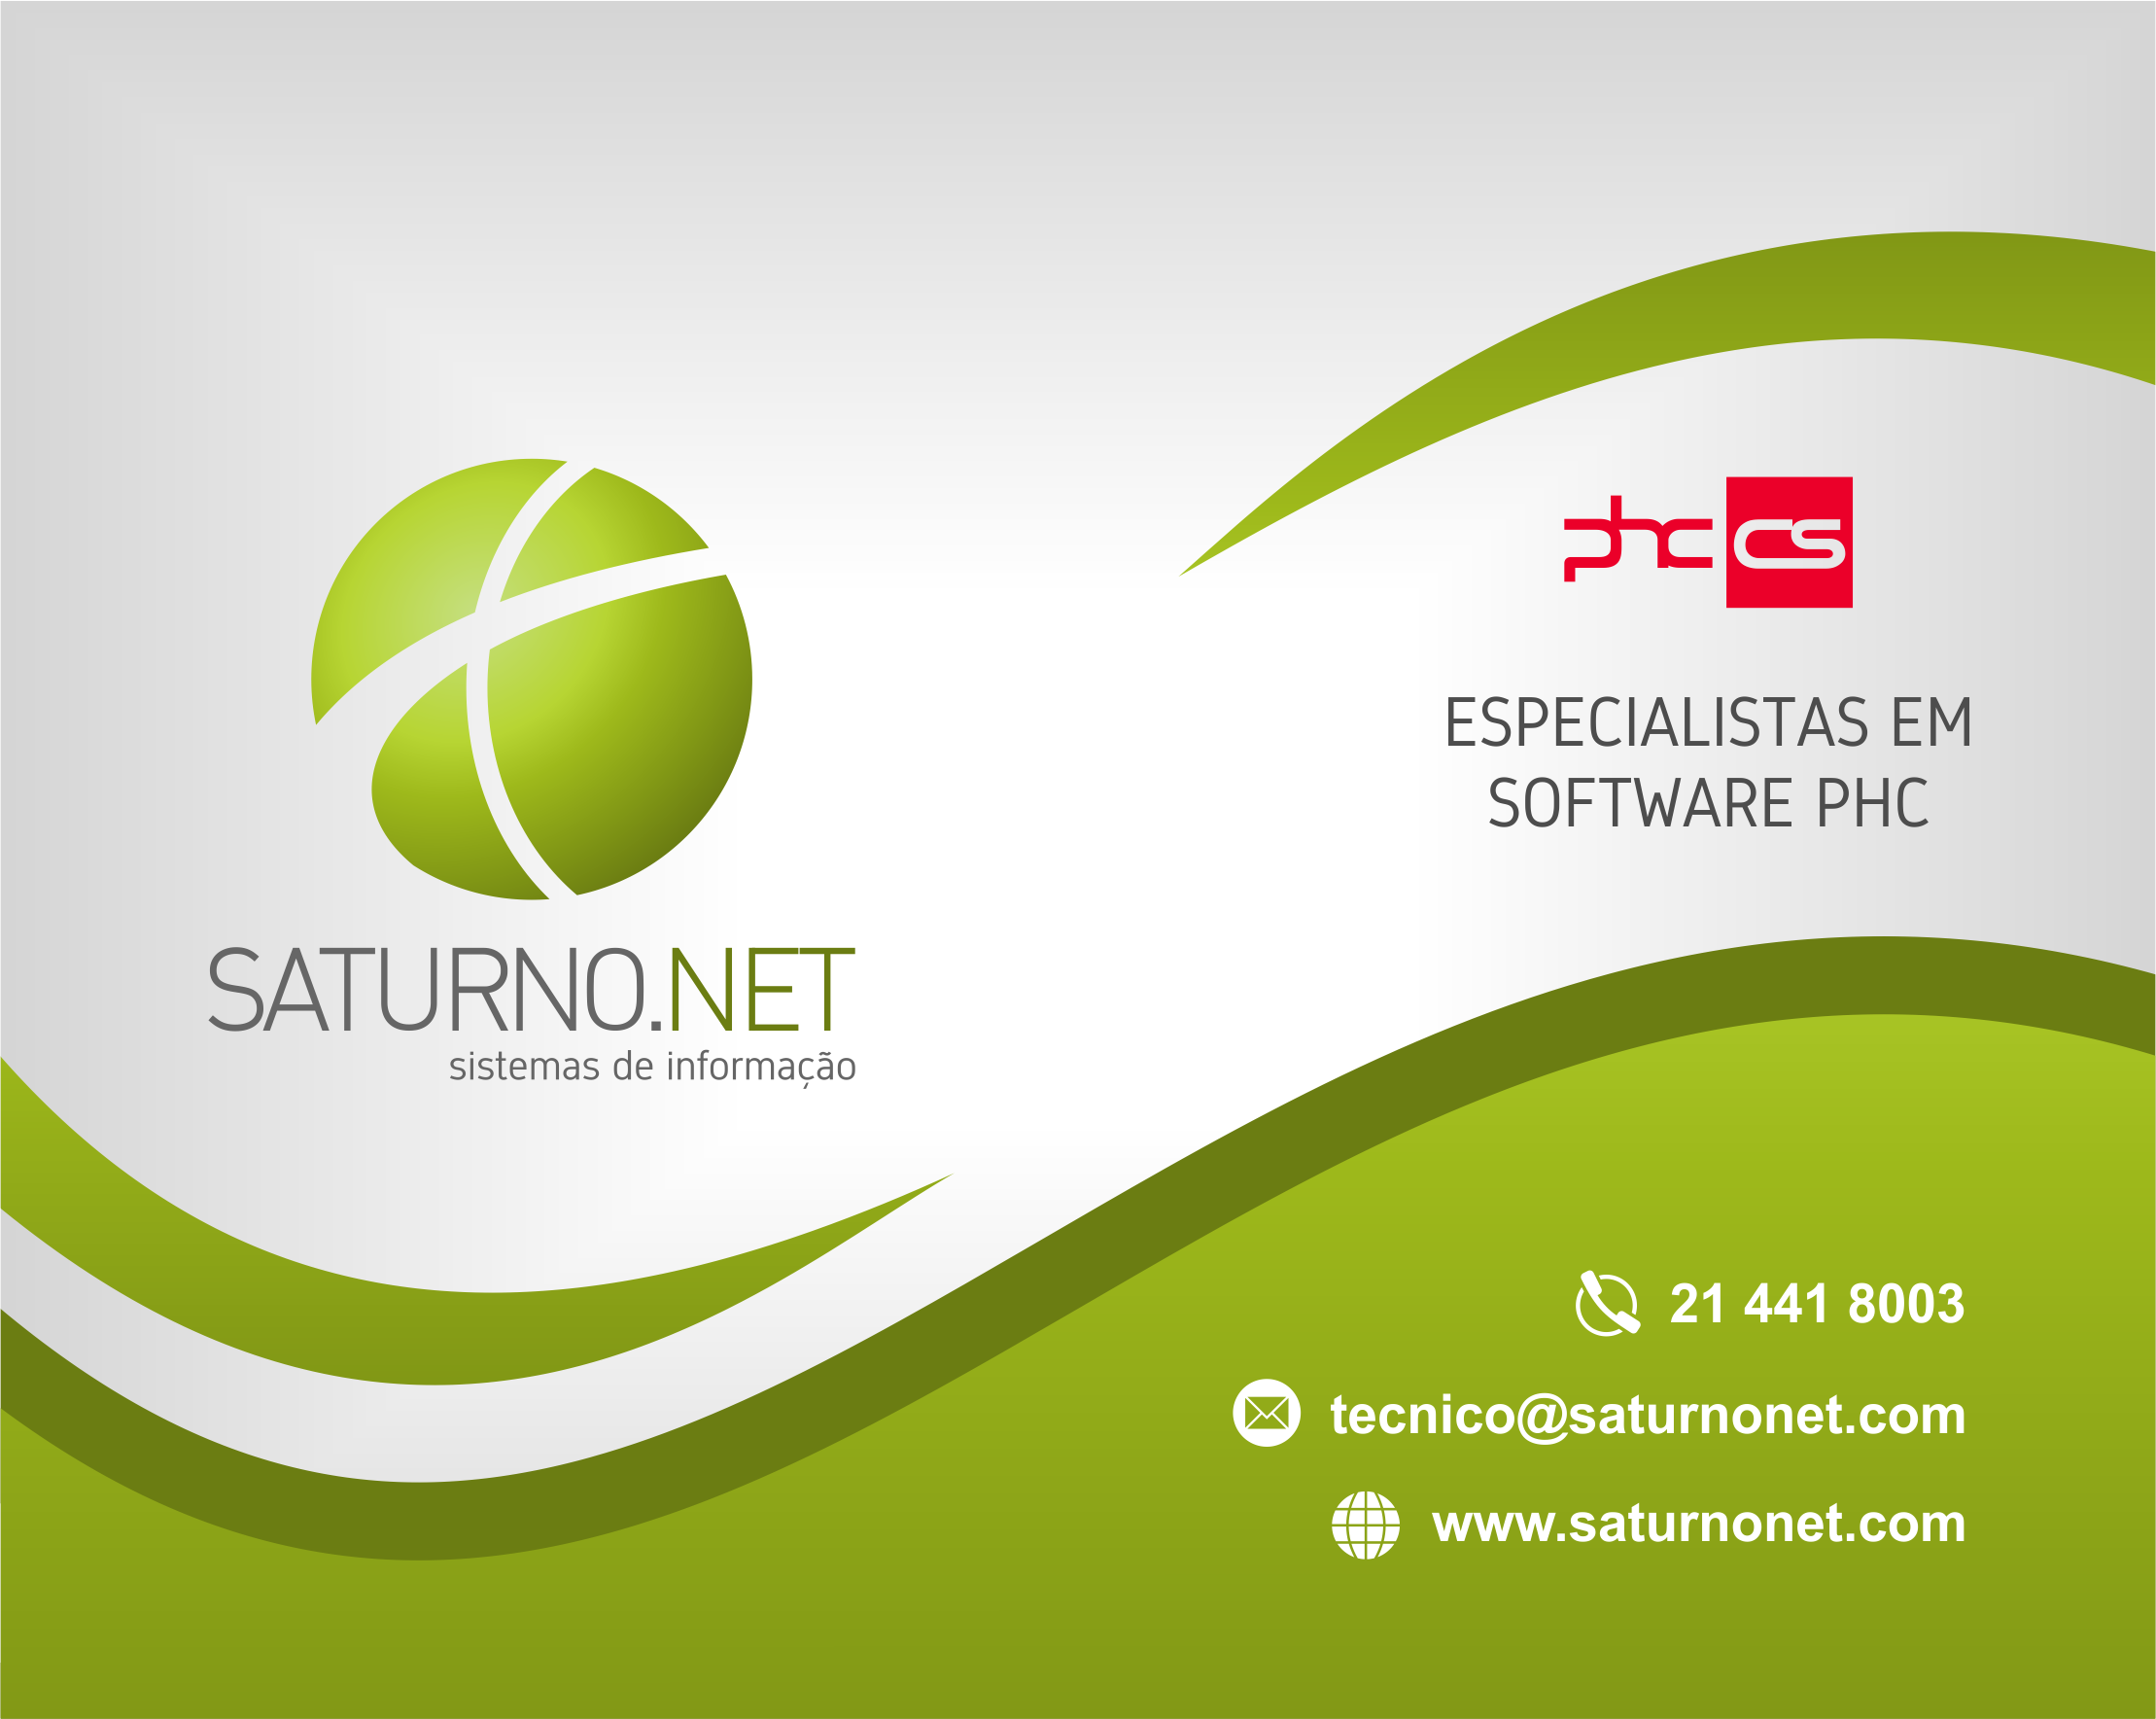 SATURNO.NET
sistemas de informação
phc cs
ESPECIALISTAS EM
SOFTWARE PHC
21 441 8003
tecnico@saturnonet.com
www.saturnonet.com